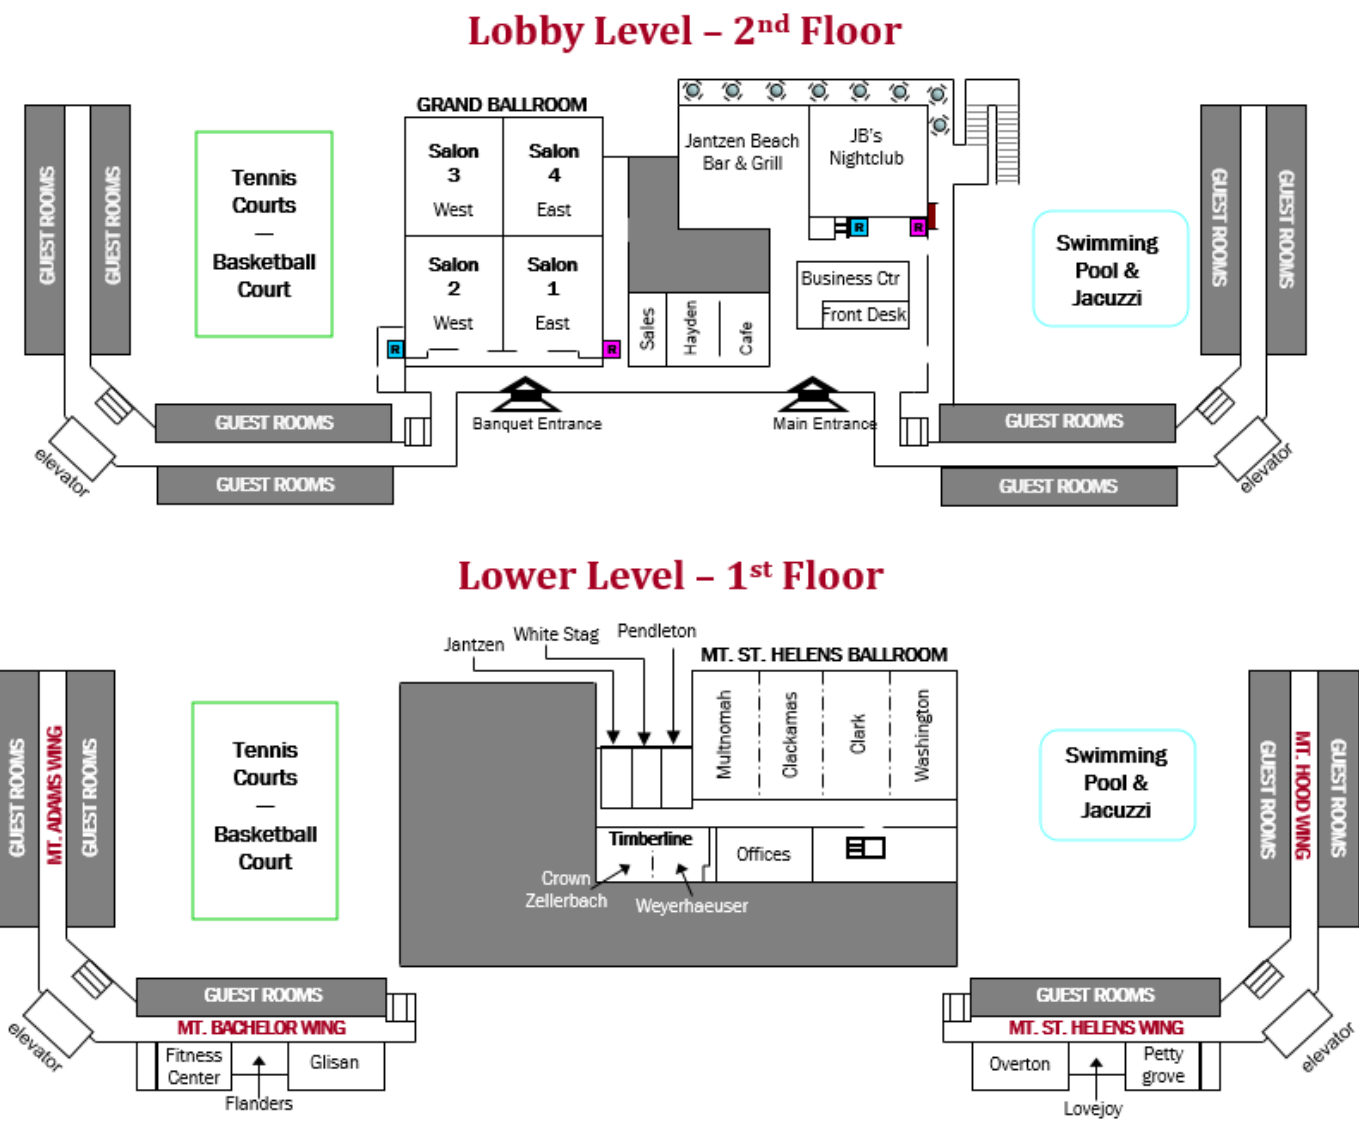 Lobby Level – 2nd Floor
GRAND BALLROOM
Salon
3
West
Salon
4
East
Salon
2
West
Salon
1
East
Jantzen Beach
Bar & Grill
JB's
Nightclub
R
R
R
R
Business Ctr
Front Desk
Sales
Hayden
Cafe
Tennis
Courts
—
Basketball
Court
Swimming
Pool &
Jacuzzi
GUEST ROOMS
GUEST ROOMS
GUEST ROOMS
GUEST ROOMS
GUEST ROOMS
GUEST ROOMS
GUEST ROOMS
GUEST ROOMS
Banquet Entrance
Main Entrance
elevator
elevator
Lower Level – 1st Floor
Jantzen
White Stag
Pendleton
MT. ST. HELENS BALLROOM
Multnomah
Clackamas
Clark
Washington
Timberline
Offices
Crown
Zellerbach
Weyerhaeuser
Tennis
Courts
—
Basketball
Court
Swimming
Pool &
Jacuzzi
GUEST ROOMS
MT. ADAMS WING
GUEST ROOMS
GUEST ROOMS
MT. HOOD WING
GUEST ROOMS
GUEST ROOMS
MT. BACHELOR WING
Fitness
Center
Glisan
Flanders
elevator
GUEST ROOMS
MT. ST. HELENS WING
Overton
Petty
grove
Lovejoy
elevator